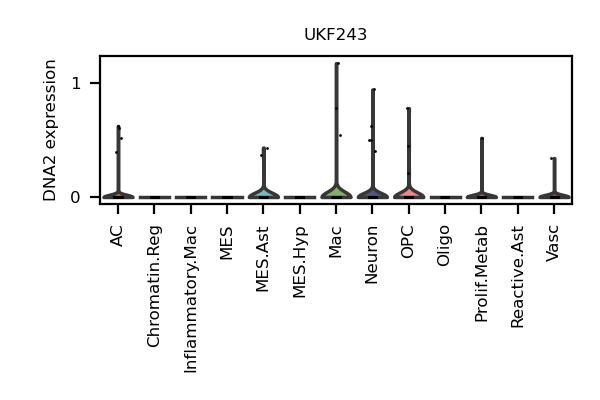 UKF243
DNA2 expression
1
0
AC
Chromatin.Reg
Inflammatory.Mac
MES
MES.Ast
MES.Hyp
Mac
Neuron
OPC
Oligo
Prolif.Metab
Reactive.Ast
Vasc